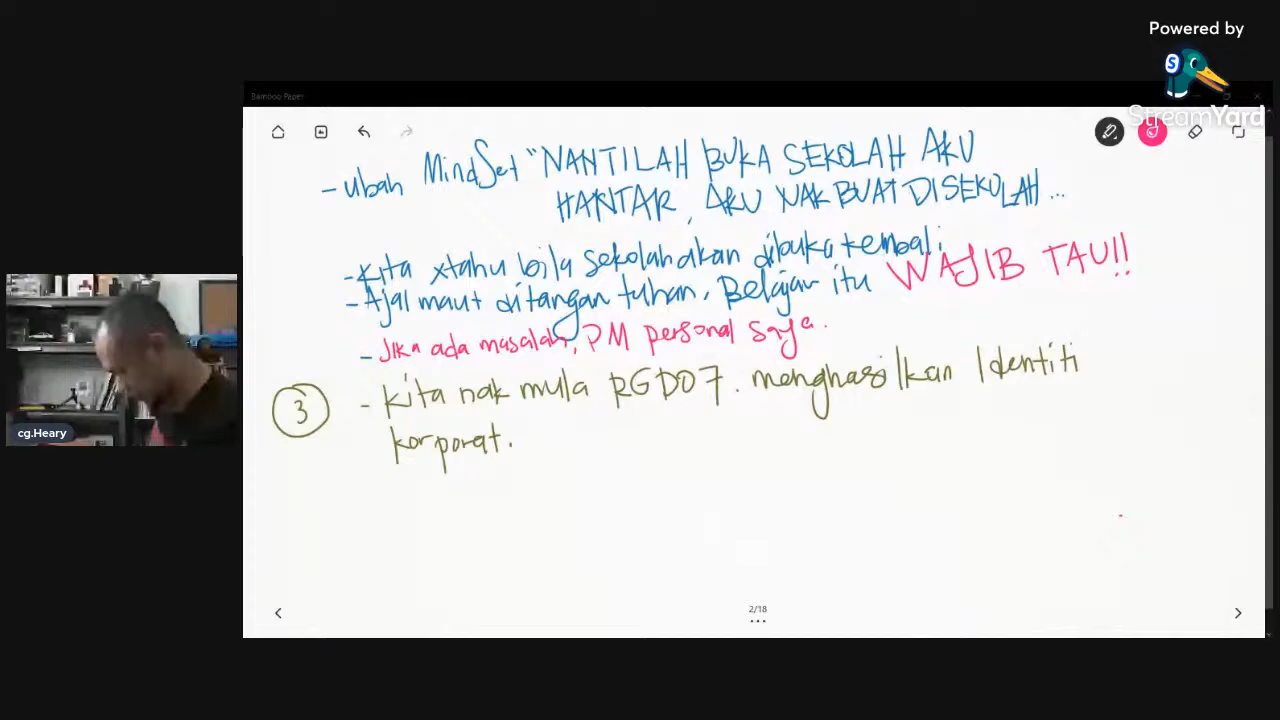 Powered by
StreamYard
Bamboo Paper
- Ubah MindSet "NANTILAH BUKA SEKOLAH AKU
HANTAR, AKU NAK BUAT DISEKOLAH...
- Kita xtahu bila sekolah akan dibuka kembali.
- Ajal maut ditangan tuhan. Belajar itu WAJIB TAU!!
- Jika ada masalah, PM personal saya.
3 - Kita nak mula RGD07. menghasilkan Identiti
korporat.
cg.Heary
2/18